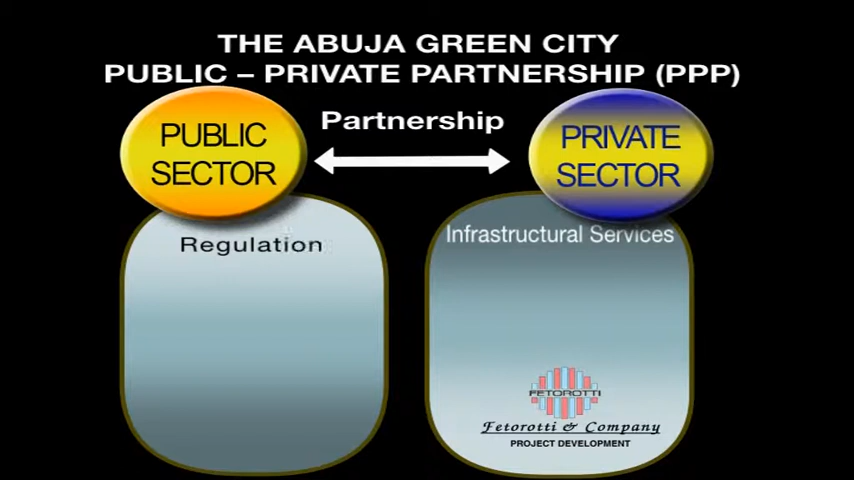 THE ABUJA GREEN CITY
PUBLIC – PRIVATE PARTNERSHIP (PPP)
PUBLIC
SECTOR
Partnership
PRIVATE
SECTOR
Regulation
Infrastructural Services
FETOROTTI
Fetorotti & Company
PROJECT DEVELOPMENT